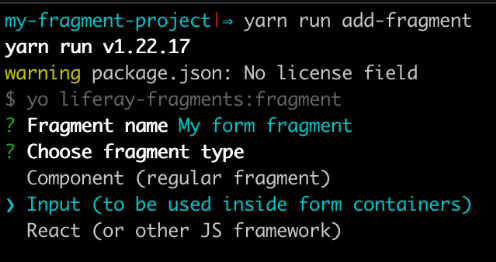 my-fragment-project|⇒ yarn run add-fragment
yarn run v1.22.17
warning package.json: No license field
$ yo liferay-fragments:fragment
? Fragment name My form fragment
? Choose fragment type
Component (regular fragment)
❯ Input (to be used inside form containers)
React (or other JS framework)